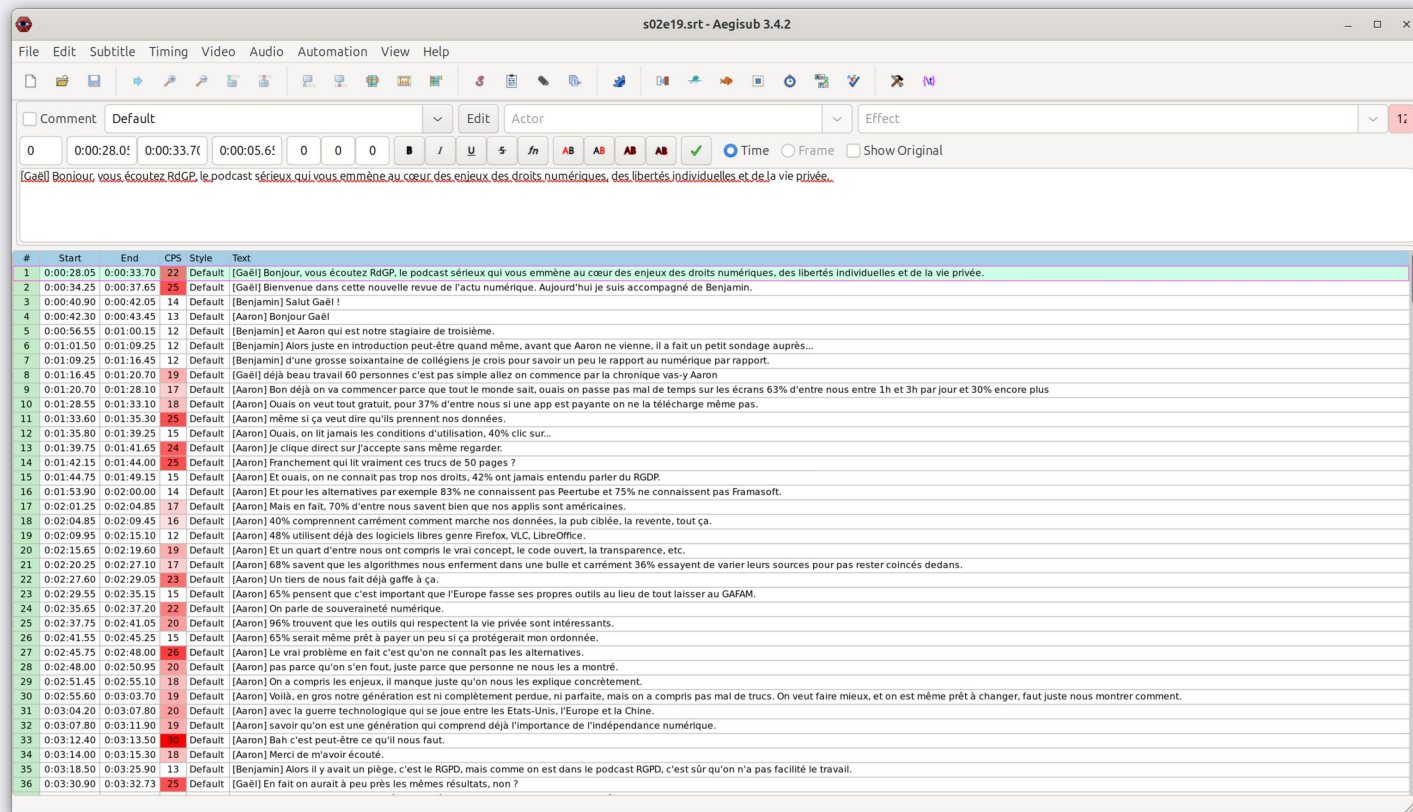 s02e19.srt - Aegisub 3.4.2
File Edit Subtitle Timing Video Audio Automation View Help
Comment Default Edit Actor Effect 12
0 0:00:28.05 0:00:33.70 0:00:05.65 0 0 0 B I U S fn AB AB AB AB Time Frame Show Original
[Gaël] Bonjour, vous écoutez RdGP, le podcast sérieux qui vous emmène au cœur des enjeux des droits numériques, des libertés individuelles et de la vie privée.
# Start End CPS Style Text
1 0:00:28.05 0:00:33.70 22 Default [Gaël] Bonjour, vous écoutez RdGP, le podcast sérieux qui vous emmène au cœur des enjeux des droits numériques, des libertés individuelles et de la vie privée.
2 0:00:34.25 0:00:37.65 25 Default [Gaël] Bienvenue dans cette nouvelle revue de l'actu numérique. Aujourd'hui je suis accompagné de Benjamin.
3 0:00:40.90 0:00:42.05 14 Default [Benjamin] Salut Gaël !
4 0:00:42.30 0:00:43.45 13 Default [Aaron] Bonjour Gaël
5 0:00:56.55 0:01:00.15 12 Default [Benjamin] et Aaron qui est notre stagiaire de troisième.
6 0:01:01.50 0:01:09.25 12 Default [Benjamin] Alors juste en introduction peut-être quand même, avant que Aaron ne vienne, il a fait un petit sondage auprès...
7 0:01:09.25 0:01:16.45 12 Default [Benjamin] d'une grosse soixantaine de collégiens je crois pour savoir un peu le rapport au numérique par rapport.
8 0:01:16.45 0:01:20.70 19 Default [Gaël] déjà beau travail 60 personnes c'est pas simple allez on commence par la chronique vas-y Aaron
9 0:01:20.70 0:01:28.10 17 Default [Aaron] Bon déjà on va commencer parce que tout le monde sait, ouais on passe pas mal de temps sur les écrans 63% d'entre nous entre 1h et 3h par jour et 30% encore plus
10 0:01:28.55 0:01:33.10 18 Default [Aaron] Ouais on veut tout gratuit, pour 37% d'entre nous si une app est payante on ne la télécharge même pas.
11 0:01:33.60 0:01:35.30 25 Default [Aaron] même si ça veut dire qu'ils prennent nos données.
12 0:01:35.80 0:01:39.25 15 Default [Aaron] Ouais, on lit jamais les conditions d'utilisation, 40% clic sur...
13 0:01:39.75 0:01:41.65 24 Default [Aaron] Je clique direct sur J'accepte sans même regarder.
14 0:01:42.15 0:01:44.00 25 Default [Aaron] Franchement qui lit vraiment ces trucs de 50 pages ?
15 0:01:44.75 0:01:49.15 15 Default [Aaron] Et ouais, on ne connait pas trop nos droits, 42% ont jamais entendu parler du RGDP.
16 0:01:53.90 0:02:00.00 14 Default [Aaron] Et pour les alternatives par exemple 83% ne connaissent pas Peertube et 75% ne connaissent pas Framasoft.
17 0:02:01.25 0:02:04.85 17 Default [Aaron] Mais en fait, 70% d'entre nous savent bien que nos applis sont américaines.
18 0:02:04.85 0:02:09.45 16 Default [Aaron] 40% comprennent carrément comment marche nos données, la pub ciblée, la revente, tout ça.
19 0:02:09.95 0:02:15.10 12 Default [Aaron] 48% utilisent déjà des logiciels libres genre Firefox, VLC, LibreOffice.
20 0:02:15.65 0:02:19.60 19 Default [Aaron] Et un quart d'entre nous ont compris le vrai concept, le code ouvert, la transparence, etc.
21 0:02:20.25 0:02:27.10 17 Default [Aaron] 68% savent que les algorithmes nous enferment dans une bulle et carrément 36% essayent de varier leurs sources pour pas rester coincés dedans.
22 0:02:27.60 0:02:29.05 23 Default [Aaron] Un tiers de nous fait déjà gaffe à ça.
23 0:02:29.55 0:02:35.15 15 Default [Aaron] 65% pensent que c'est important que l'Europe fasse ses propres outils au lieu de tout laisser au GAFAM.
24 0:02:35.65 0:02:37.20 22 Default [Aaron] On parle de souveraineté numérique.
25 0:02:37.75 0:02:41.05 20 Default [Aaron] 96% trouvent que les outils qui respectent la vie privée sont intéressants.
26 0:02:41.55 0:02:45.25 15 Default [Aaron] 65% serait même prêt à payer un peu si ça protégerait mon ordonnée.
27 0:02:45.75 0:02:48.00 26 Default [Aaron] Le vrai problème en fait c'est qu'on ne connaît pas les alternatives.
28 0:02:48.00 0:02:50.95 20 Default [Aaron] pas parce qu'on s'en fout, juste parce que personne ne nous les a montré.
29 0:02:51.45 0:02:55.10 18 Default [Aaron] On a compris les enjeux, il manque juste qu'on nous les explique concrètement.
30 0:02:55.60 0:03:03.70 19 Default [Aaron] Voilà, en gros notre génération est ni complètement perdue, ni parfaite, mais on a compris pas mal de trucs. On veut faire mieux, et on est même prêt à changer, faut juste nous montrer comment.
31 0:03:04.20 0:03:07.80 20 Default [Aaron] avec la guerre technologique qui se joue entre les Etats-Unis, l'Europe et la Chine.
32 0:03:07.80 0:03:11.90 19 Default [Aaron] savoir qu'on est une génération qui comprend déjà l'importance de l'indépendance numérique.
33 0:03:12.40 0:03:13.50 30 Default [Aaron] Bah c'est peut-être ce qu'il nous faut.
34 0:03:14.00 0:03:15.30 18 Default [Aaron] Merci de m'avoir écouté.
35 0:03:18.50 0:03:25.90 13 Default [Benjamin] Alors il y avait un piège, c'est le RGPD, mais comme on est dans le podcast RGPD, c'est sûr qu'on n'a pas facilité le travail.
36 0:03:30.90 0:03:32.73 25 Default [Gaël] En fait on aurait à peu près les mêmes résultats, non ?